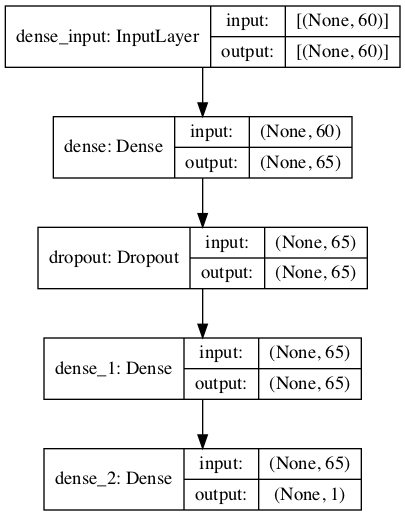 dense_input: InputLayer
input: [(None, 60)]
output: [(None, 60)]
dense: Dense
input: (None, 60)
output: (None, 65)
dropout: Dropout
input: (None, 65)
output: (None, 65)
dense_1: Dense
input: (None, 65)
output: (None, 65)
dense_2: Dense
input: (None, 65)
output: (None, 1)